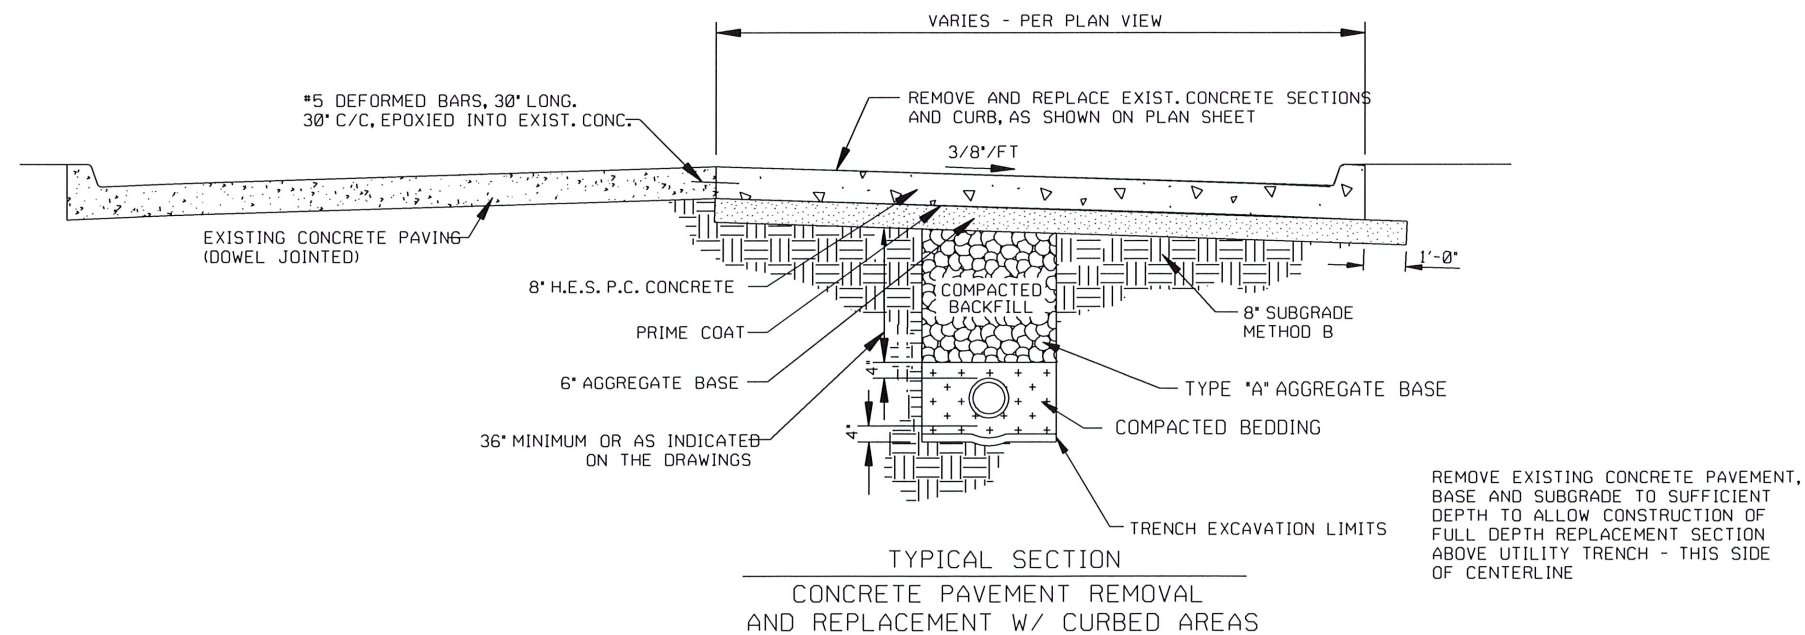 VARIES - PER PLAN VIEW
#5 DEFORMED BARS, 30" LONG.
30" C/C, EPOXIED INTO EXIST. CONC.
REMOVE AND REPLACE EXIST. CONCRETE SECTIONS
AND CURB, AS SHOWN ON PLAN SHEET
3/8"/FT
EXISTING CONCRETE PAVING
(DOWEL JOINTED)
1'-0"
8" H.E.S. P.C. CONCRETE
COMPACTED
BACKFILL
8" SUBGRADE
METHOD B
PRIME COAT
4"
6" AGGREGATE BASE
TYPE "A" AGGREGATE BASE
4"
COMPACTED BEDDING
36" MINIMUM OR AS INDICATED
ON THE DRAWINGS
REMOVE EXISTING CONCRETE PAVEMENT,
BASE AND SUBGRADE TO SUFFICIENT
DEPTH TO ALLOW CONSTRUCTION OF
FULL DEPTH REPLACEMENT SECTION
ABOVE UTILITY TRENCH - THIS SIDE
OF CENTERLINE
TRENCH EXCAVATION LIMITS
TYPICAL SECTION
CONCRETE PAVEMENT REMOVAL
AND REPLACEMENT W/ CURBED AREAS